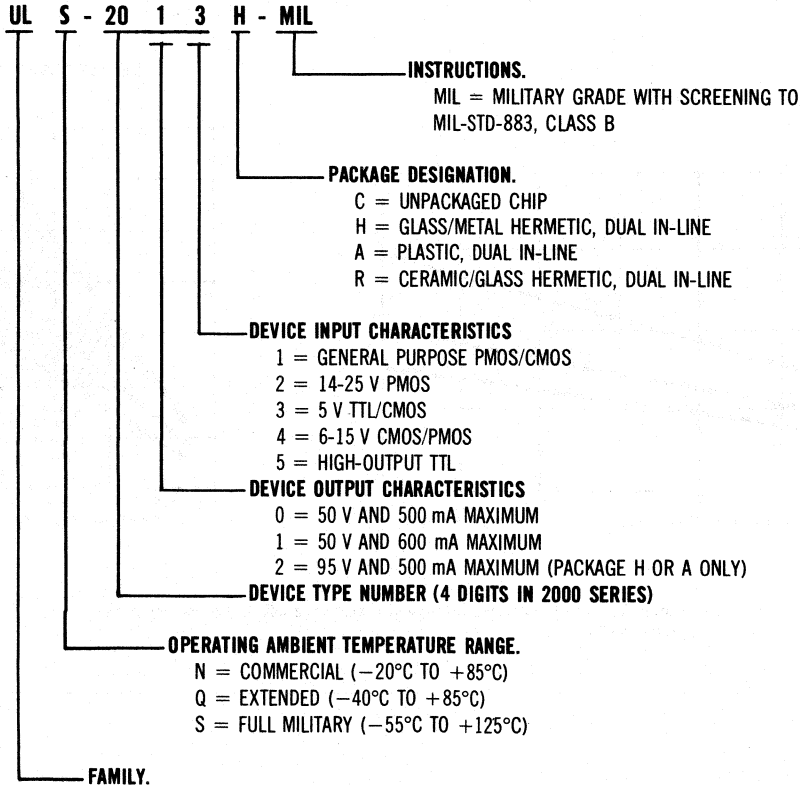 UL S - 20 1 3 H - MIL
INSTRUCTIONS.
MIL = MILITARY GRADE WITH SCREENING TO
MIL-STD-883, CLASS B
PACKAGE DESIGNATION.
C = UNPACKAGED CHIP
H = GLASS/METAL HERMETIC, DUAL IN-LINE
A = PLASTIC, DUAL IN-LINE
R = CERAMIC/GLASS HERMETIC, DUAL IN-LINE
DEVICE INPUT CHARACTERISTICS
1 = GENERAL PURPOSE PMOS/CMOS
2 = 14-25 V PMOS
3 = 5 V TTL/CMOS
4 = 6-15 V CMOS/PMOS
5 = HIGH-OUTPUT TTL
DEVICE OUTPUT CHARACTERISTICS
0 = 50 V AND 500 mA MAXIMUM
1 = 50 V AND 600 mA MAXIMUM
2 = 95 V AND 500 mA MAXIMUM (PACKAGE H OR A ONLY)
DEVICE TYPE NUMBER (4 DIGITS IN 2000 SERIES)
OPERATING AMBIENT TEMPERATURE RANGE.
N = COMMERCIAL (−20°C TO +85°C)
Q = EXTENDED (−40°C TO +85°C)
S = FULL MILITARY (−55°C TO +125°C)
FAMILY.